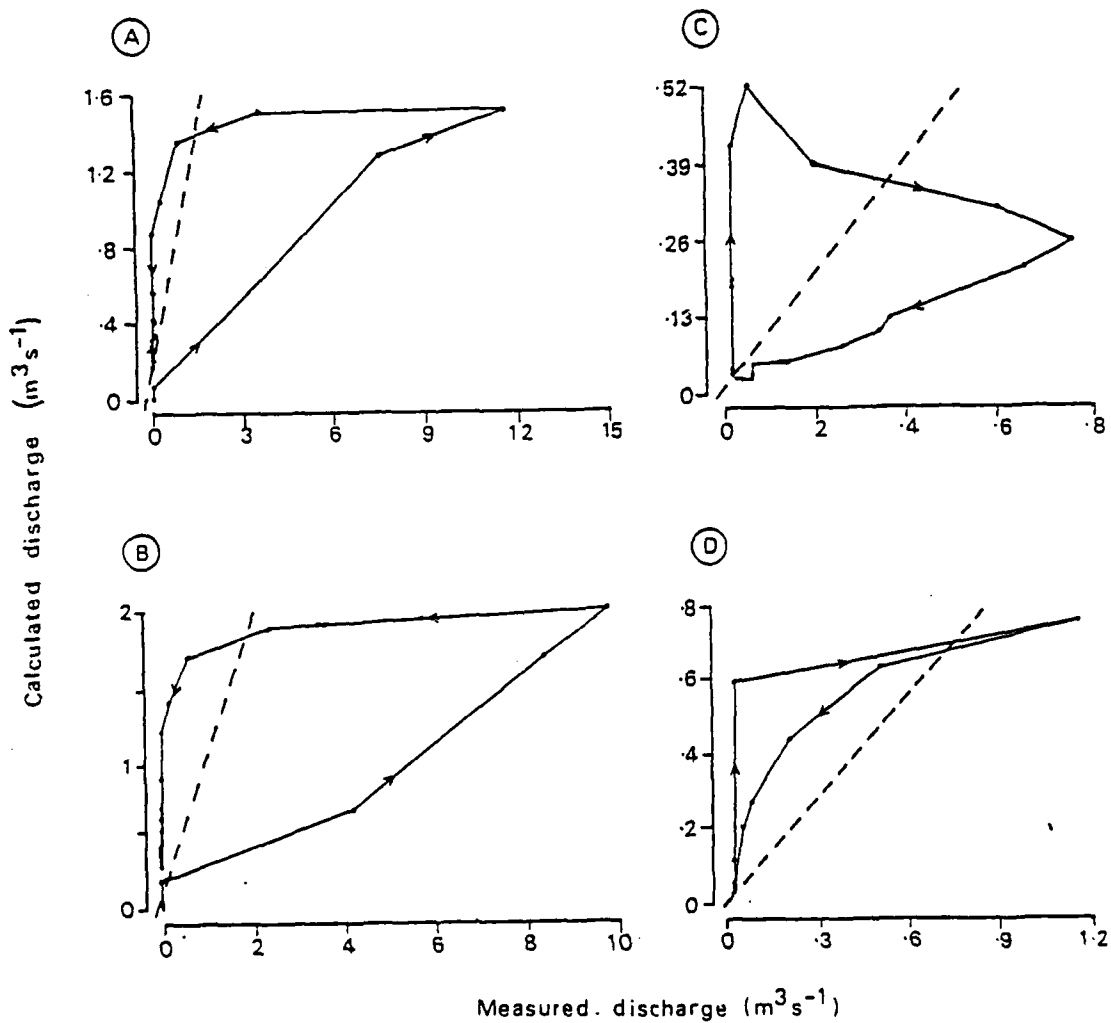 A
1.6
1.2
.8
.4
0
0 3 6 9 12 15
C
.52
.39
.26
.13
0
0 .2 .4 .6 .8
B
2
1
0
0 2 4 6 8 10
D
.8
.6
.4
.2
0
0 .3 .6 .9 1.2
Calculated discharge (m³s⁻¹)
Measured. discharge (m³s⁻¹)